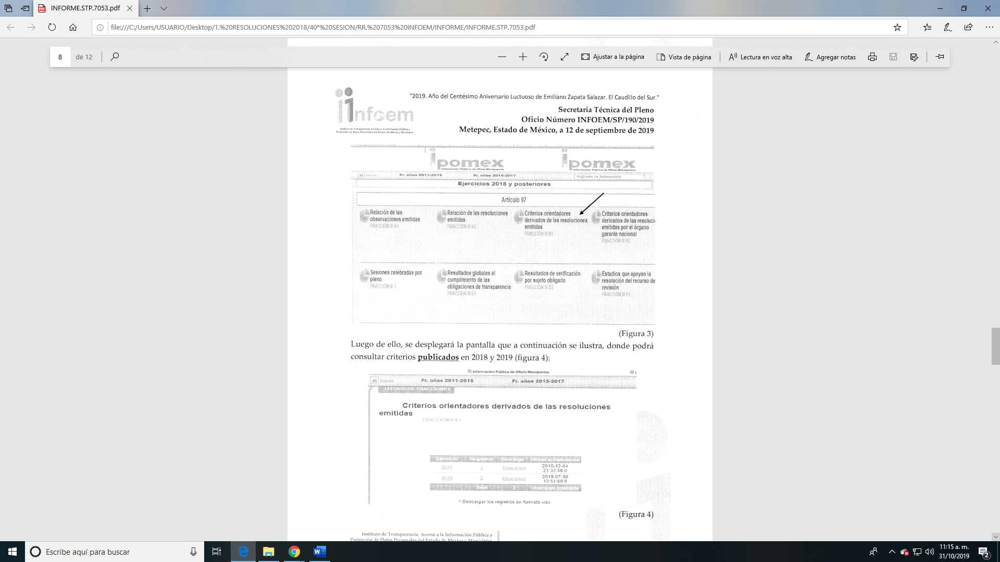 INFORME.STP.7053.pdf
file:///C:/Users/USUARIO/Desktop/1.%20RESOLUCIONES%202018/40°%20SESION/RR.%207053%20INFOEM/INFORME/INFORME.STP.7053.pdf
8 de 12
Ajustar a la página
Vista de página
Lectura en voz alta
Agregar notas
infoem
Instituto de Transparencia, Acceso a la Información Pública y
Protección de Datos Personales del Estado de México y Municipios
"2019. Año del Centésimo Aniversario Luctuoso de Emiliano Zapata Salazar. El Caudillo del Sur."
Secretaría Técnica del Pleno
Oficio Número INFOEM/SP/190/2019
Metepec, Estado de México, a 12 de septiembre de 2019
ipomex
Información Pública de Oficio Mexiquense
ipomex
Información Pública de Oficio Mexiquense
Inicio
Fr. años 2011-2015
Fr. años 2015-2017
Ingresa tu búsqueda
Ejercicios 2018 y posteriores
Artículo 97
Relación de las
observaciones emitidas
FRACCIÓN III A1
Relación de las resoluciones
emitidas
FRACCIÓN III A2
Criterios orientadores
derivados de las resoluciones
emitidas
FRACCIÓN III B1
Criterios orientadores
derivados de las resoluci
emitidas por el órgano
garante nacional
FRACCIÓN III B2
Sesiones celebradas por
pleno
FRACCIÓN III C
Resultados globales al
cumplimiento de las
obligaciones de transparencia
FRACCIÓN III D1
Resultados de verificación
por sujeto obligado
FRACCIÓN III D2
Estudios que apoyan la
resolución del recurso de
revisión
FRACCIÓN III E1
(Figura 3)
Luego de ello, se desplegará la pantalla que a continuación se ilustra, donde podrá
consultar criterios publicados en 2018 y 2019 (figura 4):
Información Pública de Oficio Mexiquense
Inicio
Fr. años 2011-2015
Fr. años 2015-2017
LISTADO DE FRACCIONES
Criterios orientadores derivados de las resoluciones
emitidas
FRACCIÓN III B1
Ejercicio Registros Descarga * Última actualización
2018 1 Descargar 2018-12-04 21:32:56.0
2019 2 Descargar 2019-07-30 13:51:09.0
Total 3 Descarga completa
* Descargar los registros en formato xlsx.
(Figura 4)
Instituto de Transparencia, Acceso a la Información Pública y
Protección de Datos Personales del Estado de México y Municipios
Escribe aquí para buscar
11:15 a. m.
31/10/2019
2